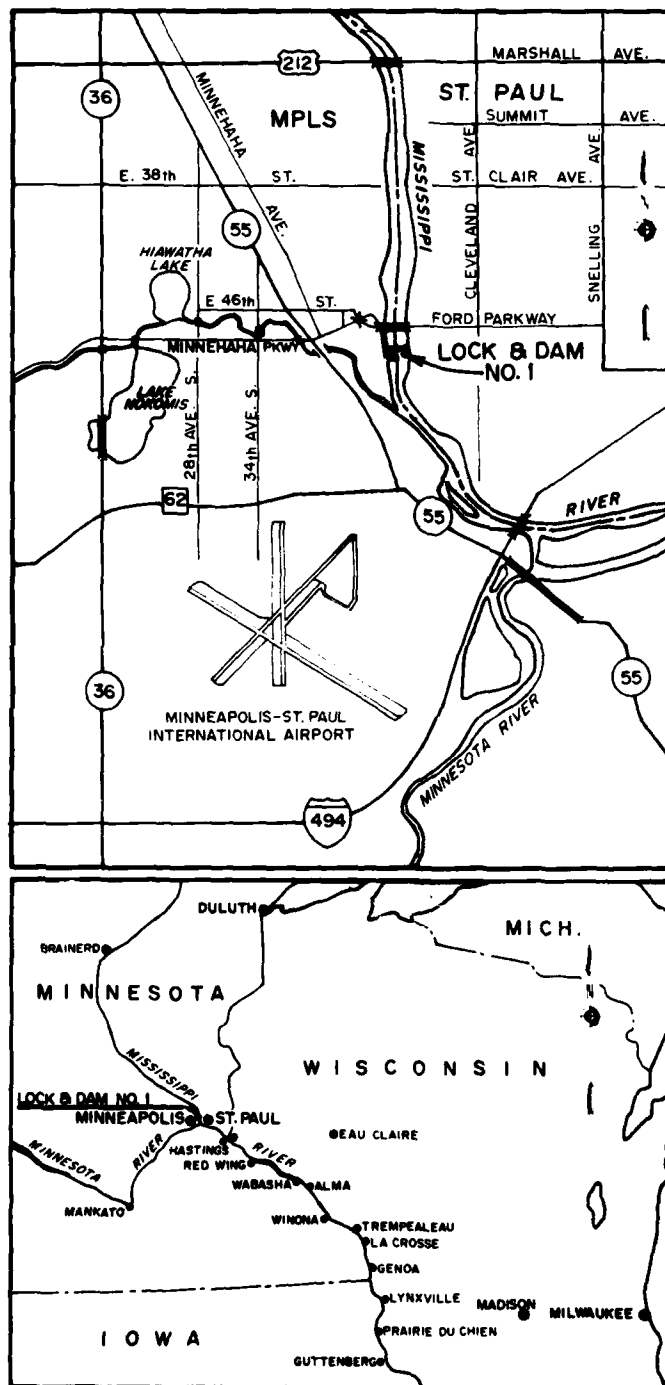 212
MARSHALL AVE.
36
MINNEHAHA AVE.
MPLS
ST. PAUL
SUMMIT AVE.
MISSISSIPPI
CLEVELAND AVE.
SNELLING AVE.
E. 38th ST.
ST. CLAIR AVE.
55
HIAWATHA
LAKE
E 46th ST.
FORD PARKWAY
MINNEHAHA PKWY
LOCK & DAM
NO. 1
LAKE
NOKOMIS
28th AVE. S.
34th AVE. S.
62
55
RIVER
36
55
MINNEAPOLIS-ST. PAUL
INTERNATIONAL AIRPORT
MINNESOTA RIVER
494
DULUTH
MICH.
BRAINERD
MINNESOTA
N
WISCONSIN
MISSISSIPPI
LOCK & DAM NO. 1
MINNEAPOLIS
ST. PAUL
EAU CLAIRE
HASTINGS
RIVER
RED WING
MINNESOTA
RIVER
WABASHA
ALMA
MANKATO
WINONA
TREMPEALEAU
LA CROSSE
GENOA
LYNXVILLE
MADISON
MILWAUKEE
IOWA
PRAIRIE DU CHIEN
GUTTENBERG